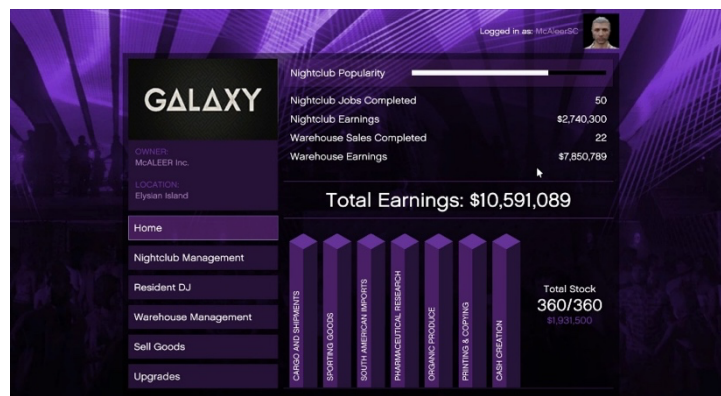 Logged in as: McAleerSC
GΔLΔXY
OWNER:
McALEER Inc.
LOCATION:
Elysian Island
Home
Nightclub Management
Resident DJ
Warehouse Management
Sell Goods
Upgrades
Nightclub Popularity
Nightclub Jobs Completed 50
Nightclub Earnings $2,740,300
Warehouse Sales Completed 22
Warehouse Earnings $7,850,789
Total Earnings: $10,591,089
CARGO AND SHIPMENTS
SPORTING GOODS
SOUTH AMERICAN IMPORTS
PHARMACEUTICAL RESEARCH
ORGANIC PRODUCE
PRINTING & COPYING
CASH CREATION
Total Stock
360/360
$1,931,500